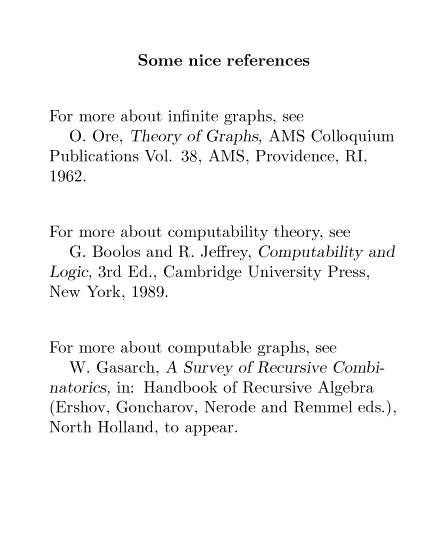 Some nice references
For more about infinite graphs, see
O. Ore, Theory of Graphs, AMS Colloquium
Publications Vol. 38, AMS, Providence, RI,
1962.
For more about computability theory, see
G. Boolos and R. Jeffrey, Computability and
Logic, 3rd Ed., Cambridge University Press,
New York, 1989.
For more about computable graphs, see
W. Gasarch, A Survey of Recursive Combi-
natorics, in: Handbook of Recursive Algebra
(Ershov, Goncharov, Nerode and Remmel eds.),
North Holland, to appear.